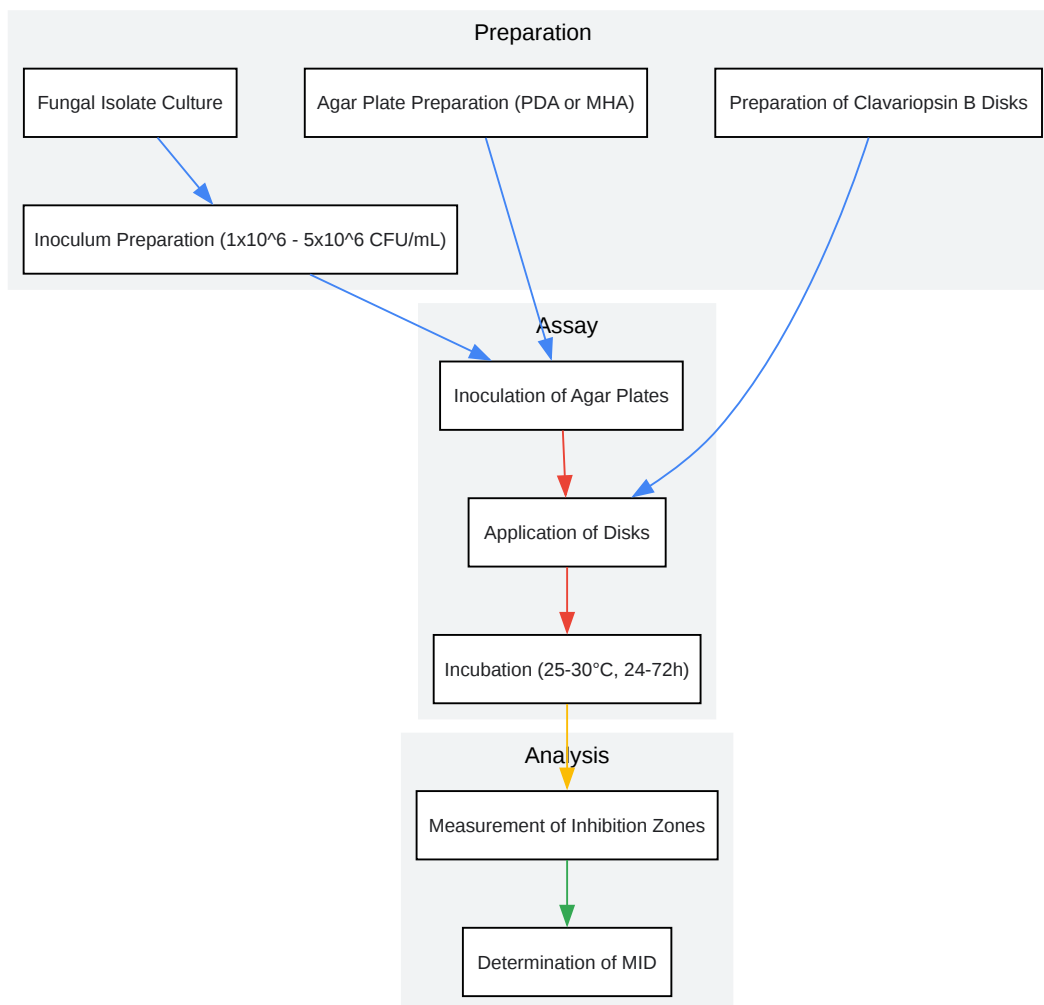 Preparation
Fungal Isolate Culture
Agar Plate Preparation (PDA or MHA)
Preparation of Clavariopsin B Disks
Inoculum Preparation (1x10^6 - 5x10^6 CFU/mL)
Assay
Inoculation of Agar Plates
Application of Disks
Incubation (25-30°C, 24-72h)
Analysis
Measurement of Inhibition Zones
Determination of MID